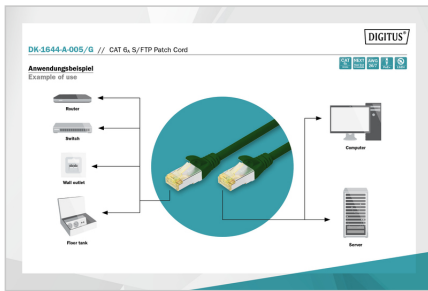 DIGITUS®
DK-1644-A-005/G // CAT 6A S/FTP Patch Cord
Anwendungsbeispiel
Example of use
Router
Switch
Wall outlet
Floor tank
Computer
Server